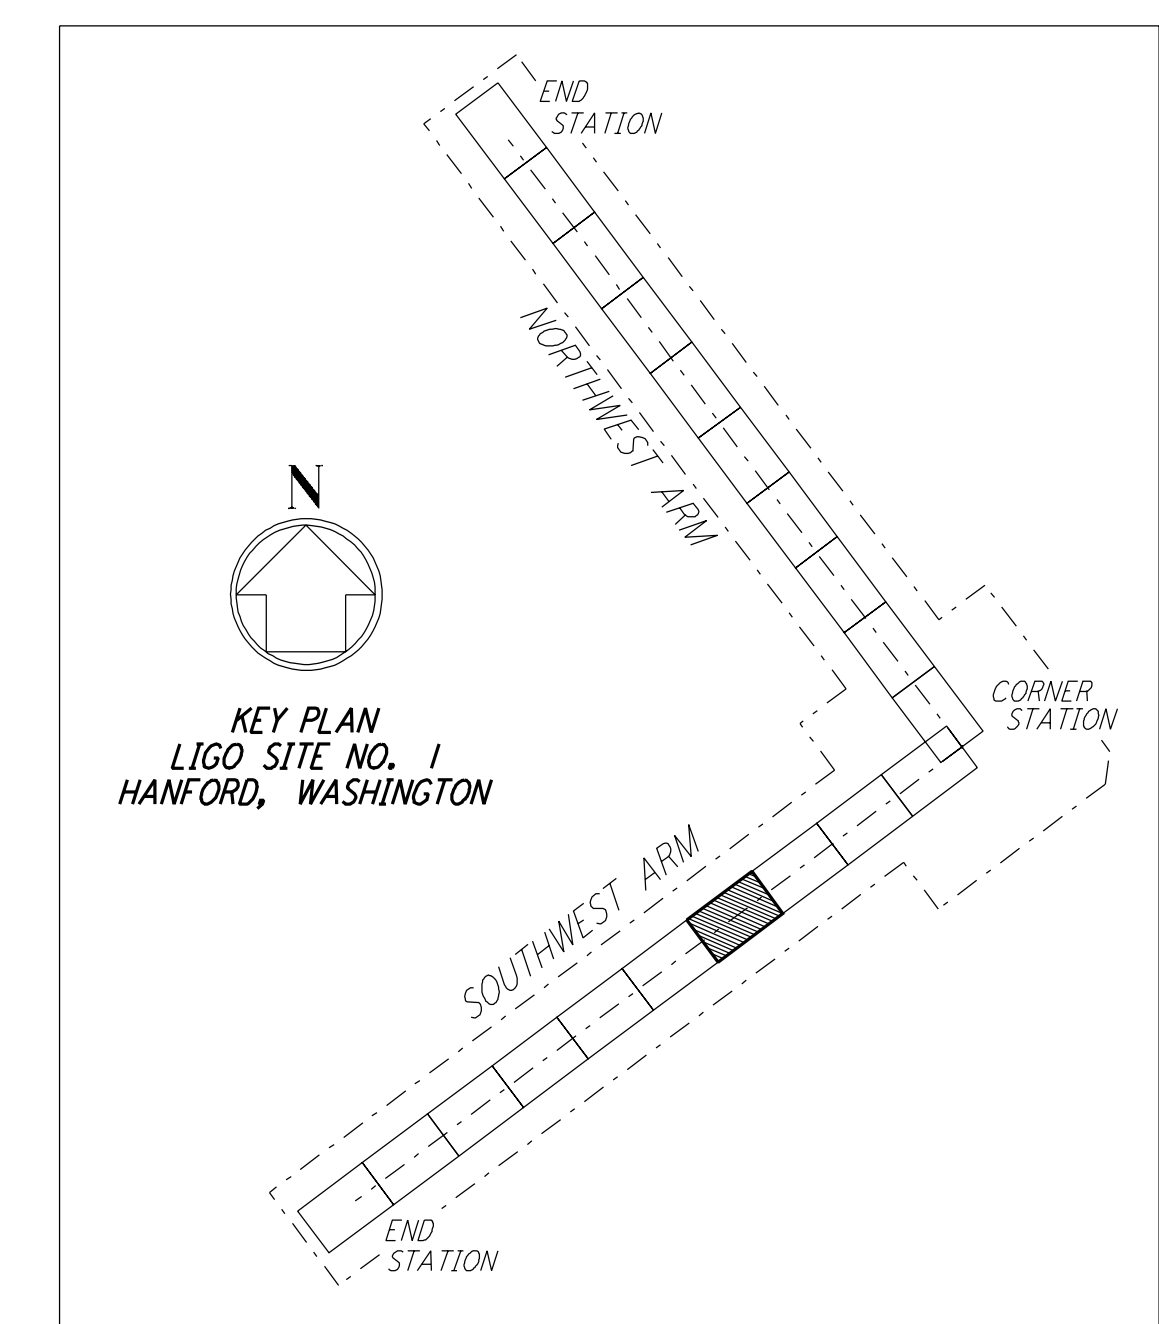 END
STATION
NORTHWEST ARM
N
CORNER
STATION
KEY PLAN
LIGO SITE NO. 1
HANFORD, WASHINGTON
SOUTHWEST ARM
END
STATION